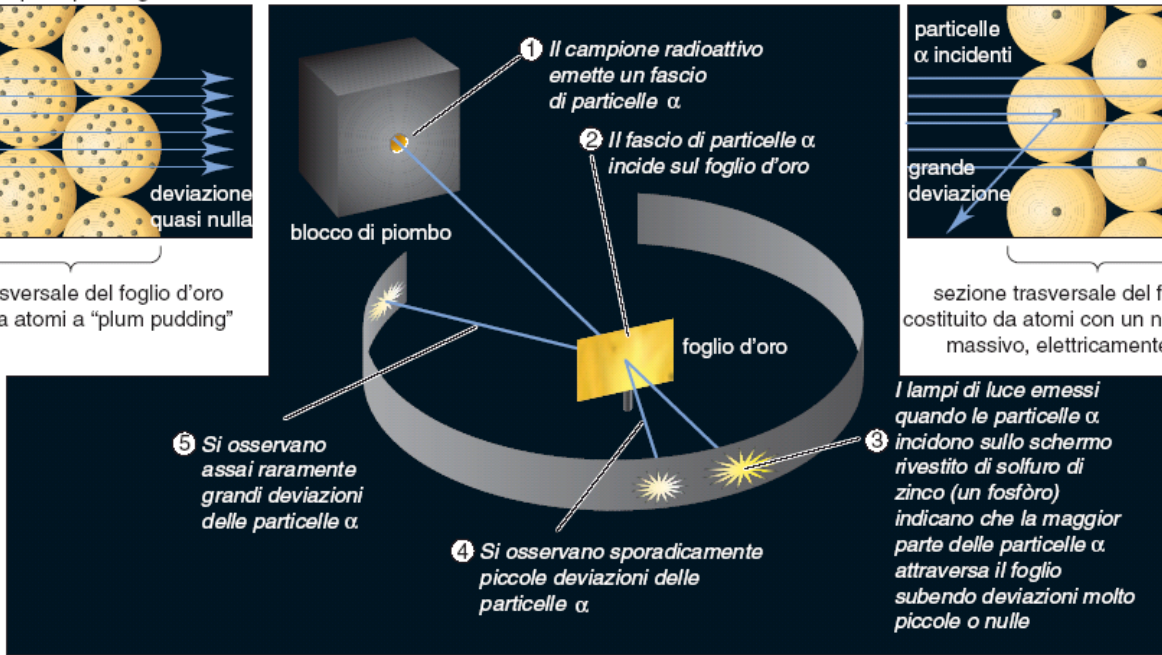 deviazione
quasi nulla
sversale del foglio d'oro
a atomi a “plum pudding”
blocco di piombo
1 Il campione radioattivo
emette un fascio
di particelle α
2 Il fascio di particelle α
incide sul foglio d'oro
foglio d'oro
3 I lampi di luce emessi
quando le particelle α
incidono sullo schermo
rivestito di solfuro di
zinco (un fosfòro)
indicano che la maggior
parte delle particelle α
attraversa il foglio
subendo deviazioni molto
piccole o nulle
4 Si osservano sporadicamente
piccole deviazioni delle
particelle α
5 Si osservano
assai raramente
grandi deviazioni
delle particelle α
particelle
α incidenti
grande
deviazione
sezione trasversale del f
costituito da atomi con un n
massivo, elettricamente